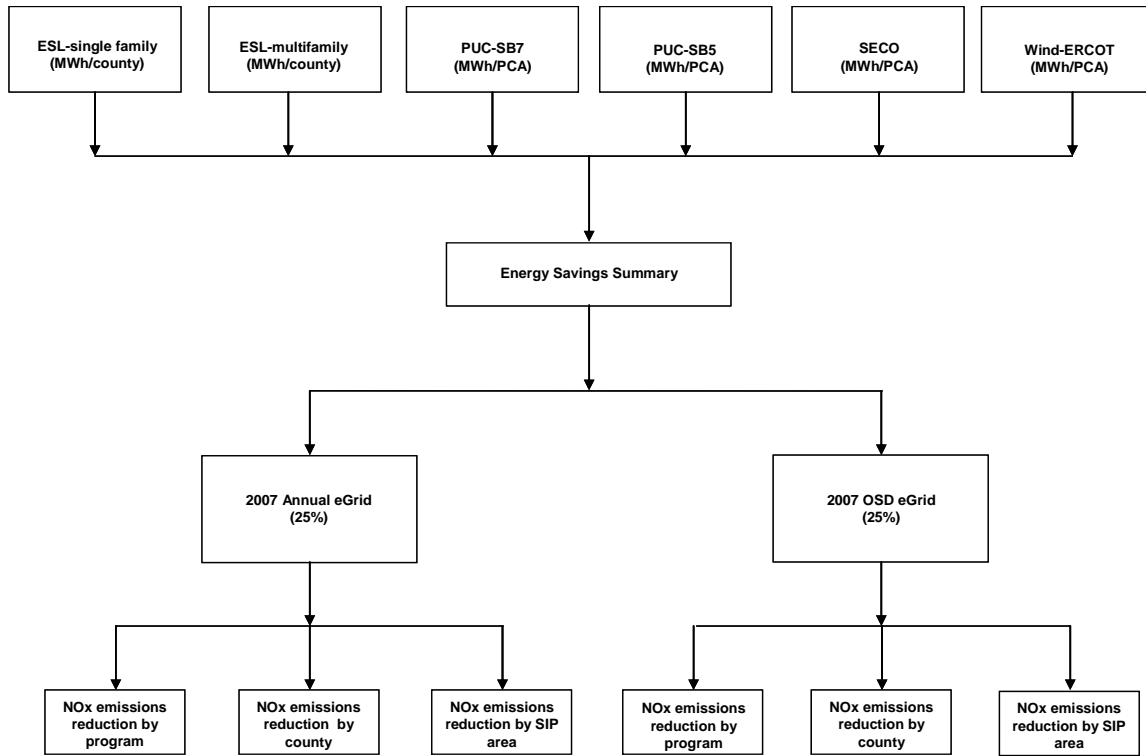 ESL-single family
(MWh/county)
ESL-multifamily
(MWh/county)
PUC-SB7
(MWh/PCA)
PUC-SB5
(MWh/PCA)
SECO
(MWh/PCA)
Wind-ERCOT
(MWh/PCA)
Energy Savings Summary
2007 Annual eGrid
(25%)
2007 OSD eGrid
(25%)
NOx emissions
reduction by
program
NOx emissions
reduction by
county
NOx emissions
reduction by SIP
area
NOx emissions
reduction by
program
NOx emissions
reduction by
county
NOx emissions
reduction by SIP
area